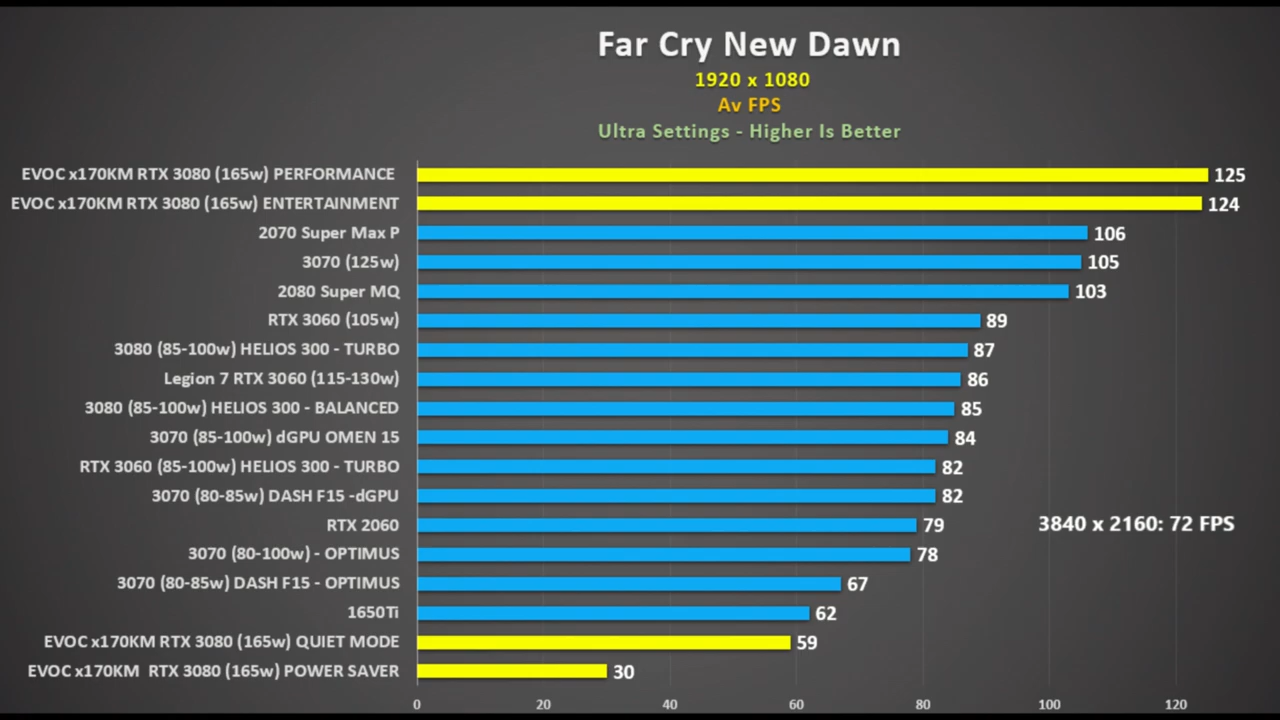 Far Cry New Dawn
1920 x 1080
Av FPS
Ultra Settings - Higher Is Better
EVOC x170KM RTX 3080 (165w) PERFORMANCE 125
EVOC x170KM RTX 3080 (165w) ENTERTAINMENT 124
2070 Super Max P 106
3070 (125w) 105
2080 Super MQ 103
RTX 3060 (105w) 89
3080 (85-100w) HELIOS 300 - TURBO 87
Legion 7 RTX 3060 (115-130w) 86
3080 (85-100w) HELIOS 300 - BALANCED 85
3070 (85-100w) dGPU OMEN 15 84
RTX 3060 (85-100w) HELIOS 300 - TURBO 82
3070 (80-85w) DASH F15 -dGPU 82
RTX 2060 79 3840 x 2160: 72 FPS
3070 (80-100w) - OPTIMUS 78
3070 (80-85w) DASH F15 - OPTIMUS 67
1650Ti 62
EVOC x170KM RTX 3080 (165w) QUIET MODE 59
EVOC x170KM RTX 3080 (165w) POWER SAVER 30
0 20 40 60 80 100 120